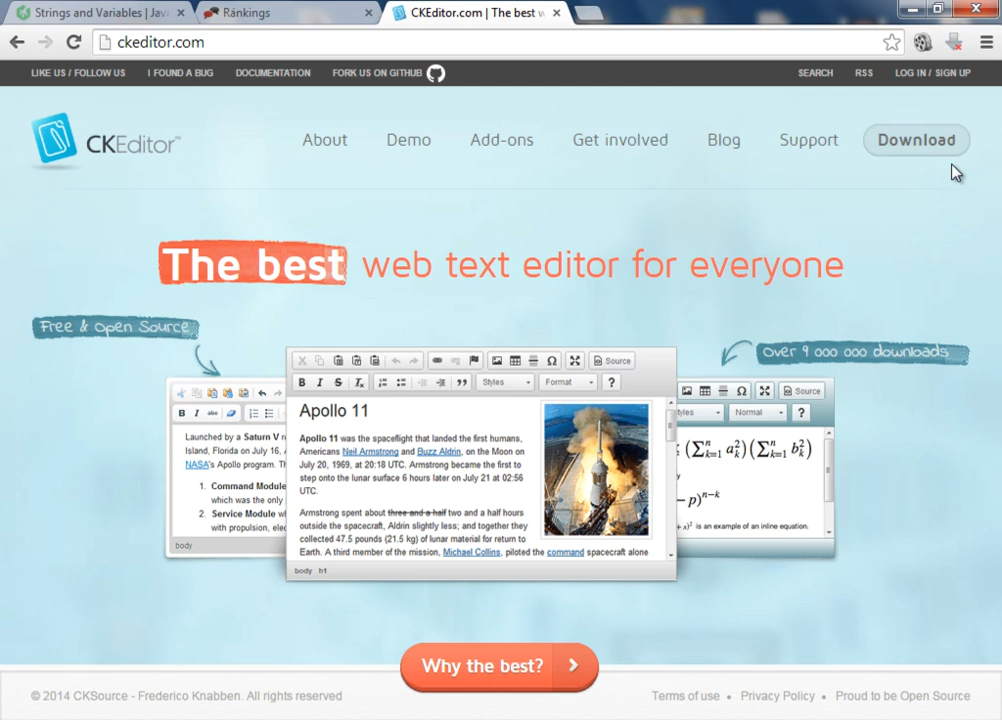 Strings and Variables | Java
Ránkings
CKEditor.com | The best w
ckeditor.com
LIKE US / FOLLOW US
I FOUND A BUG
DOCUMENTATION
FORK US ON GITHUB
SEARCH
RSS
LOG IN / SIGN UP
CKEditor™
About
Demo
Add-ons
Get involved
Blog
Support
Download
The best web text editor for everyone
Free & Open Source
Over 9 000 000 downloads
Source
Styles
Format
?
Apollo 11
Apollo 11 was the spaceflight that landed the first humans,
Americans Neil Armstrong and Buzz Aldrin, on the Moon on
July 20, 1969, at 20:18 UTC. Armstrong became the first to
step onto the lunar surface 6 hours later on July 21 at 02:56
UTC.
Armstrong spent about three and a half two and a half hours
outside the spacecraft, Aldrin slightly less; and together they
collected 47.5 pounds (21.5 kg) of lunar material for return to
Earth. A third member of the mission, Michael Collins, piloted the command spacecraft alone
body h1
Launched by a Saturn V r
Island, Florida on July 16,
NASA's Apollo program. Th
1. Command Module
which was the only
2. Service Module w
with propulsion, elec
body
Source
yles
Normal
?
(∑ⁿₖ₌₁ a²ₖ)(∑ⁿₖ₌₁ b²ₖ)
y
− p)ⁿ⁻ᵏ
+ x)² is an example of an inline equation.
Why the best?
© 2014 CKSource - Frederico Knabben. All rights reserved
Terms of use • Privacy Policy • Proud to be Open Source